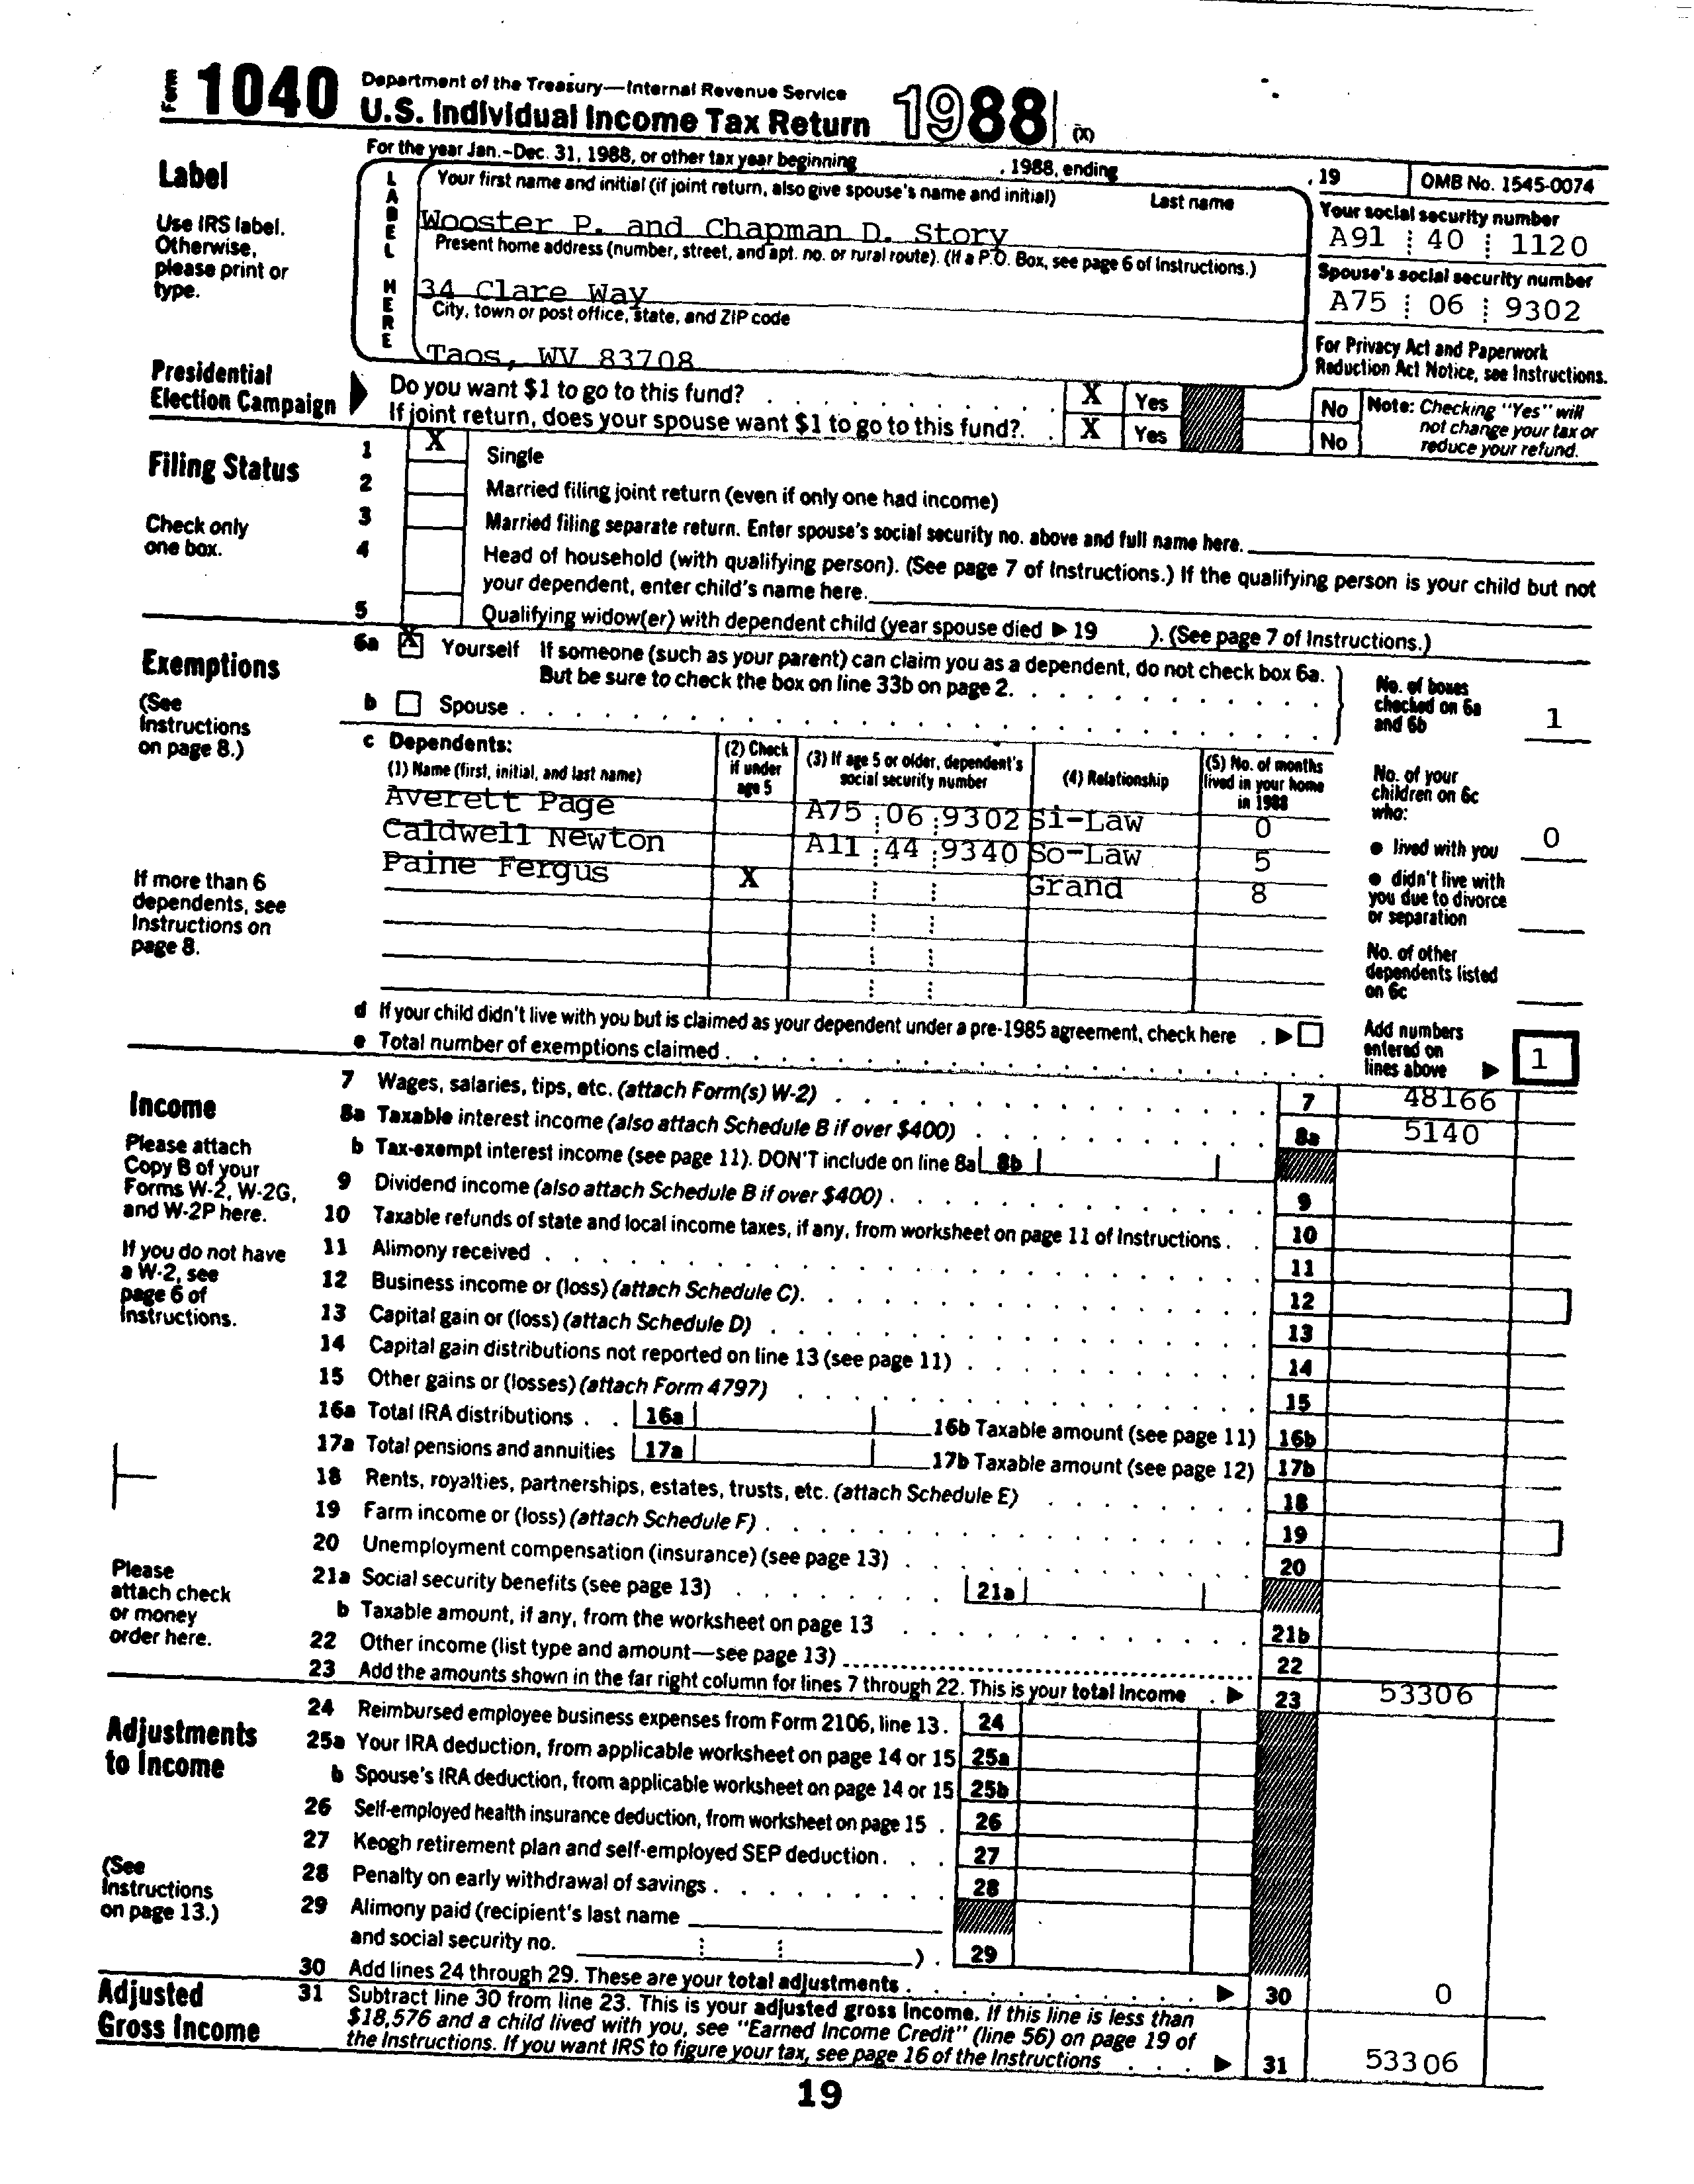 Form 1040 Department of the Treasury—Internal Revenue Service
U.S. Individual Income Tax Return 1988 (X)
For the year Jan.–Dec. 31, 1988, or other tax year beginning , 1988, ending , 19 OMB No. 1545-0074
Label
Use IRS label. Otherwise, please print or type.
LABEL HERE
Your first name and initial (if joint return, also give spouse's name and initial) Last name
Wooster P. and Chapman D. Story
Your social security number
A91 40 1120
Present home address (number, street, and apt. no. or rural route). (If a P.O. Box, see page 6 of Instructions.)
34 Clare Way
Spouse's social security number
A75 06 9302
City, town or post office, state, and ZIP code
Taos, WV 83708
For Privacy Act and Paperwork Reduction Act Notice, see Instructions.
Presidential Election Campaign
Do you want $1 to go to this fund? X Yes No
If joint return, does your spouse want $1 to go to this fund? X Yes No
Note: Checking "Yes" will not change your tax or reduce your refund.
Filing Status
Check only one box.
1 X Single
2 Married filing joint return (even if only one had income)
3 Married filing separate return. Enter spouse's social security no. above and full name here.
4 Head of household (with qualifying person). (See page 7 of Instructions.) If the qualifying person is your child but not
your dependent, enter child's name here.
5 Qualifying widow(er) with dependent child (year spouse died ▶ 19 ). (See page 7 of Instructions.)
Exemptions
(See Instructions on page 8.)
6a X Yourself If someone (such as your parent) can claim you as a dependent, do not check box 6a.
But be sure to check the box on line 33b on page 2.
b Spouse
No. of boxes checked on 6a and 6b 1
c Dependents:
(1) Name (first, initial, and last name) (2) Check if under age 5 (3) If age 5 or older, dependent's social security number (4) Relationship (5) No. of months lived in your home in 1988
Averett Page A75 06 9302 Si-Law 0
Caldwell Newton A11 44 9340 So-Law 5
Paine Fergus X Grand 8
No. of your children on 6c who:
• lived with you 0
• didn't live with you due to divorce or separation
No. of other dependents listed on 6c
If more than 6 dependents, see Instructions on page 8.
d If your child didn't live with you but is claimed as your dependent under a pre-1985 agreement, check here ▶
e Total number of exemptions claimed
Add numbers entered on lines above ▶ 1
Income
Please attach Copy B of your Forms W-2, W-2G, and W-2P here.
If you do not have a W-2, see page 6 of Instructions.
Please attach check or money order here.
7 Wages, salaries, tips, etc. (attach Form(s) W-2) 7 48166
8a Taxable interest income (also attach Schedule B if over $400) 8a 5140
b Tax-exempt interest income (see page 11). DON'T include on line 8a 8b
9 Dividend income (also attach Schedule B if over $400) 9
10 Taxable refunds of state and local income taxes, if any, from worksheet on page 11 of Instructions 10
11 Alimony received 11
12 Business income or (loss) (attach Schedule C) 12
13 Capital gain or (loss) (attach Schedule D) 13
14 Capital gain distributions not reported on line 13 (see page 11) 14
15 Other gains or (losses) (attach Form 4797) 15
16a Total IRA distributions 16a 16b Taxable amount (see page 11) 16b
17a Total pensions and annuities 17a 17b Taxable amount (see page 12) 17b
18 Rents, royalties, partnerships, estates, trusts, etc. (attach Schedule E) 18
19 Farm income or (loss) (attach Schedule F) 19
20 Unemployment compensation (insurance) (see page 13) 20
21a Social security benefits (see page 13) 21a
b Taxable amount, if any, from the worksheet on page 13 21b
22 Other income (list type and amount—see page 13) 22
23 Add the amounts shown in the far right column for lines 7 through 22. This is your total income ▶ 23 53306
Adjustments to Income
(See Instructions on page 13.)
24 Reimbursed employee business expenses from Form 2106, line 13. 24
25a Your IRA deduction, from applicable worksheet on page 14 or 15 25a
b Spouse's IRA deduction, from applicable worksheet on page 14 or 15 25b
26 Self-employed health insurance deduction, from worksheet on page 15 26
27 Keogh retirement plan and self-employed SEP deduction 27
28 Penalty on early withdrawal of savings 28
29 Alimony paid (recipient's last name
and social security no. ) 29
30 Add lines 24 through 29. These are your total adjustments ▶ 30 0
Adjusted Gross Income
31 Subtract line 30 from line 23. This is your adjusted gross income. If this line is less than
$18,576 and a child lived with you, see "Earned Income Credit" (line 56) on page 19 of
the Instructions. If you want IRS to figure your tax, see page 16 of the Instructions ▶ 31 53306
19